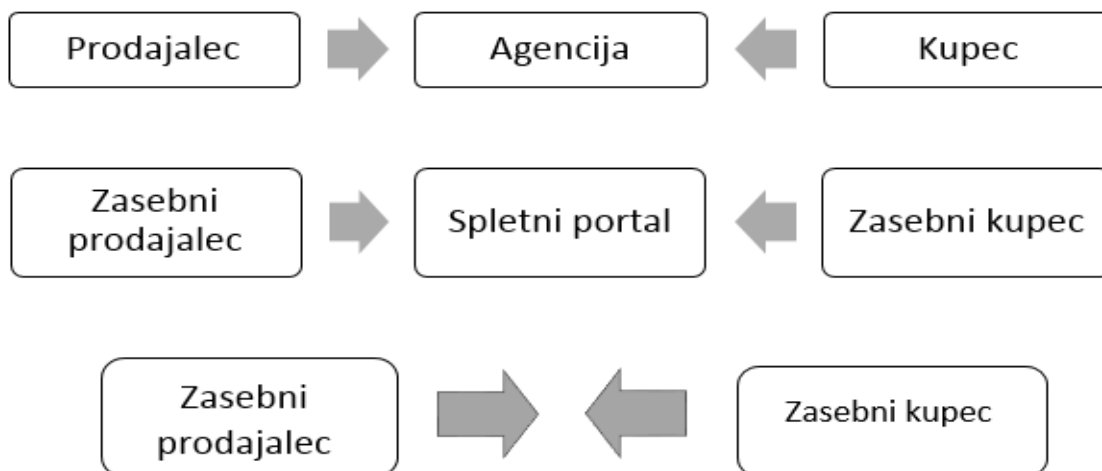 Prodajalec
Agencija
Kupec
Zasebni
prodajalec
Spletni portal
Zasebni kupec
Zasebni
prodajalec
Zasebni kupec